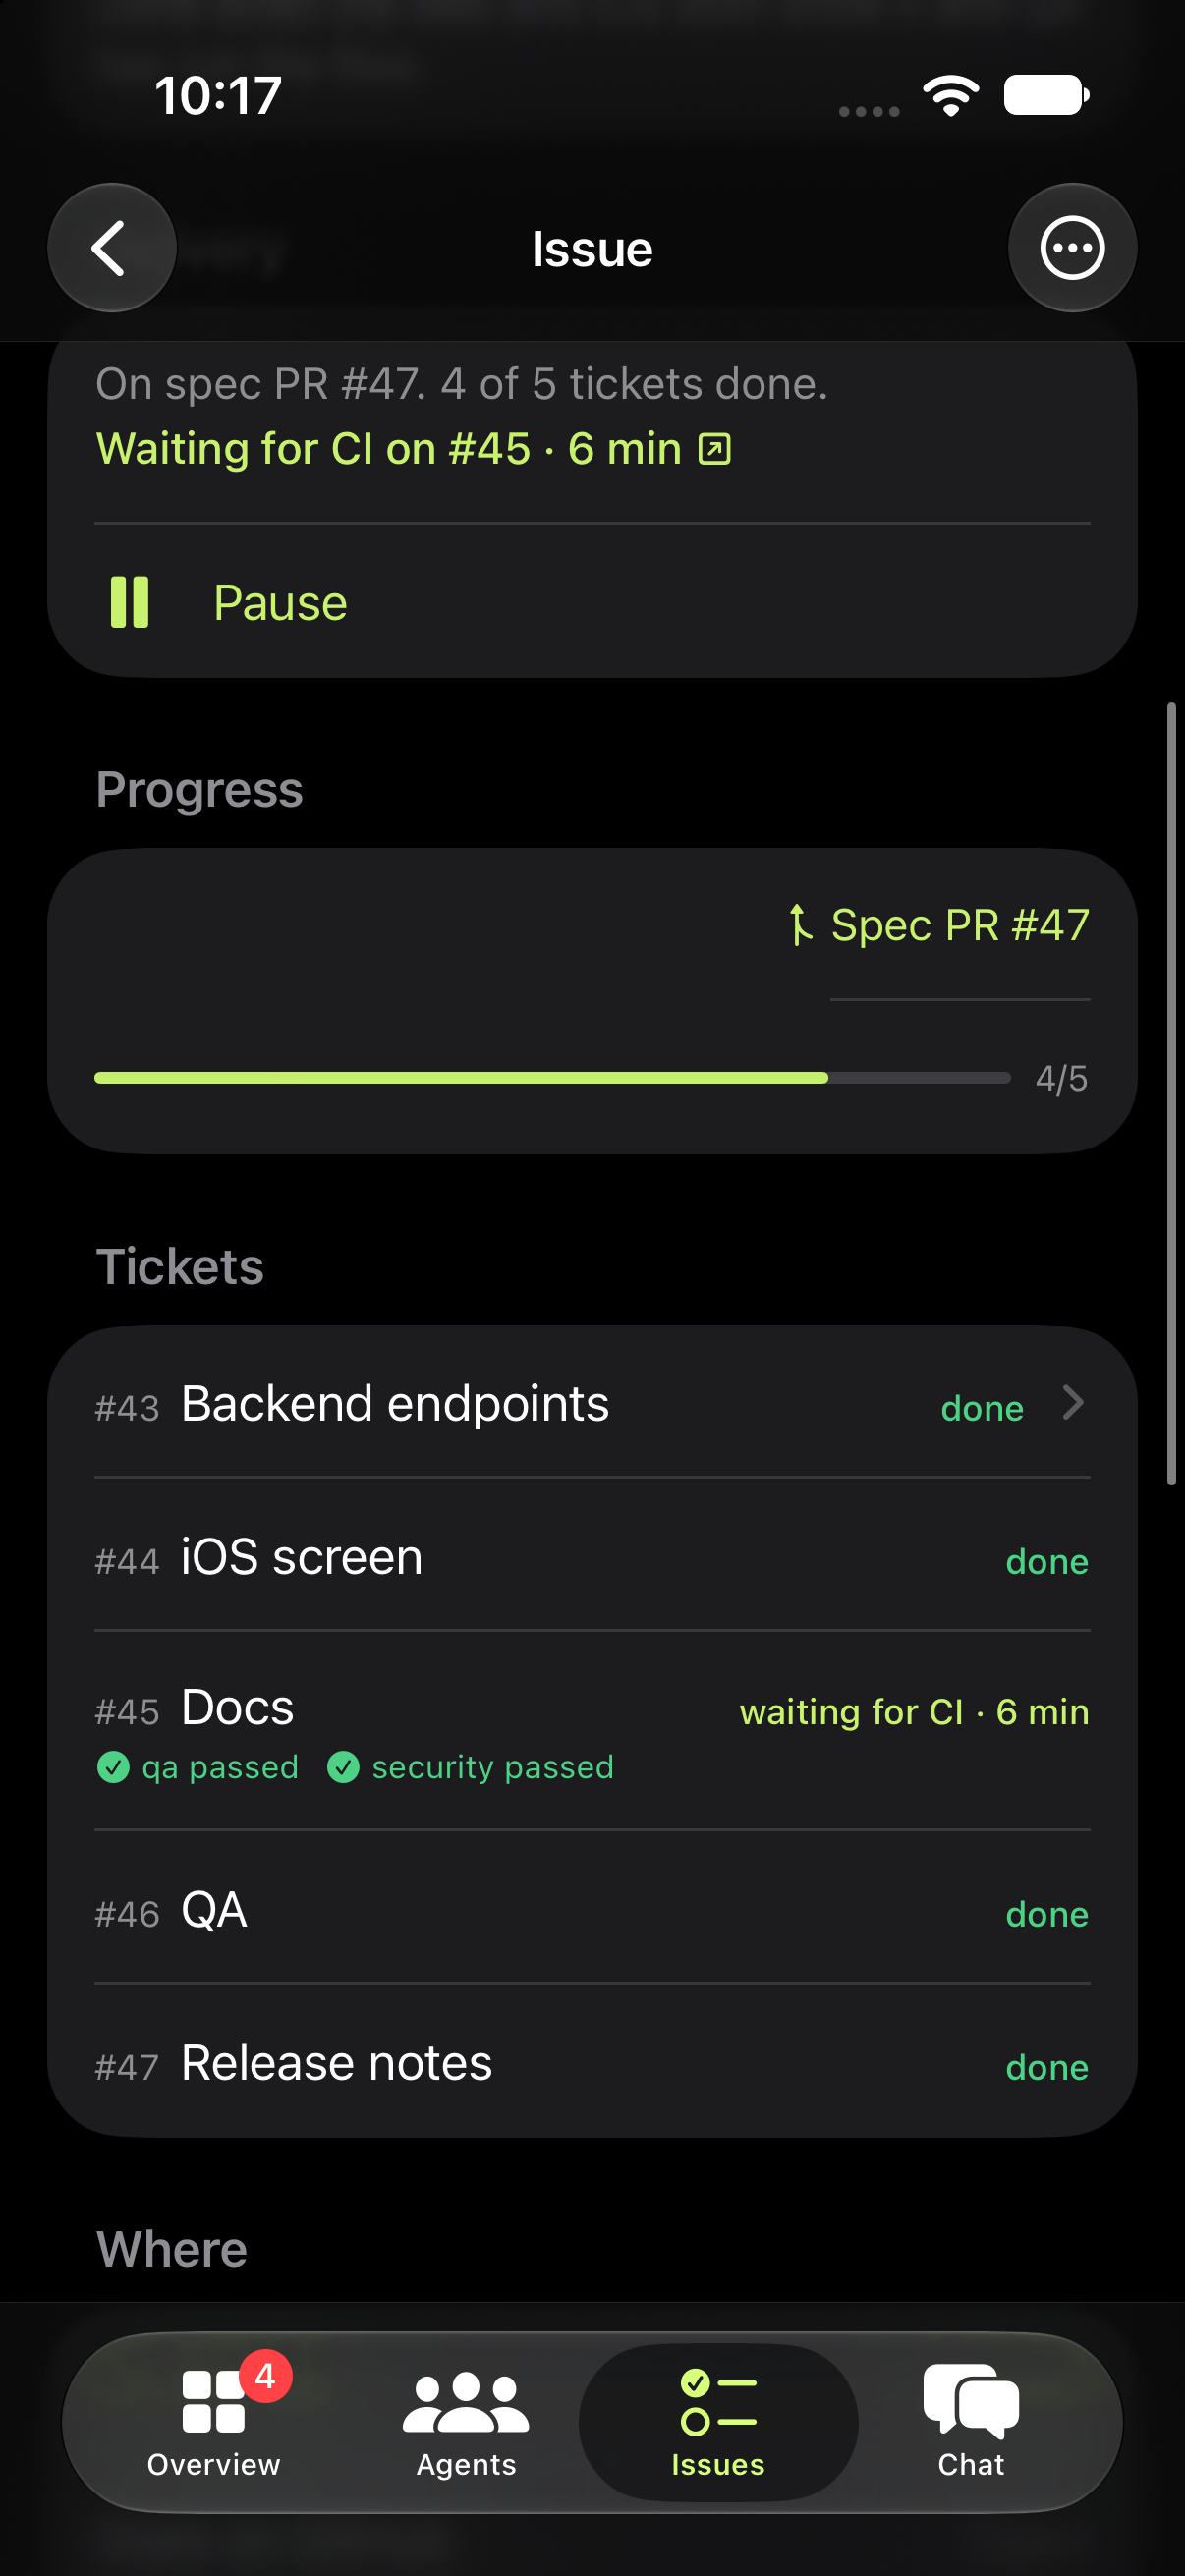 10:17
Issue
On spec PR #47. 4 of 5 tickets done.
Waiting for CI on #45 · 6 min
Pause
Progress
Spec PR #47
4/5
Tickets
#43 Backend endpoints done
#44 iOS screen done
#45 Docs waiting for CI · 6 min
qa passed security passed
#46 QA done
#47 Release notes done
Where
4
Overview Agents Issues Chat